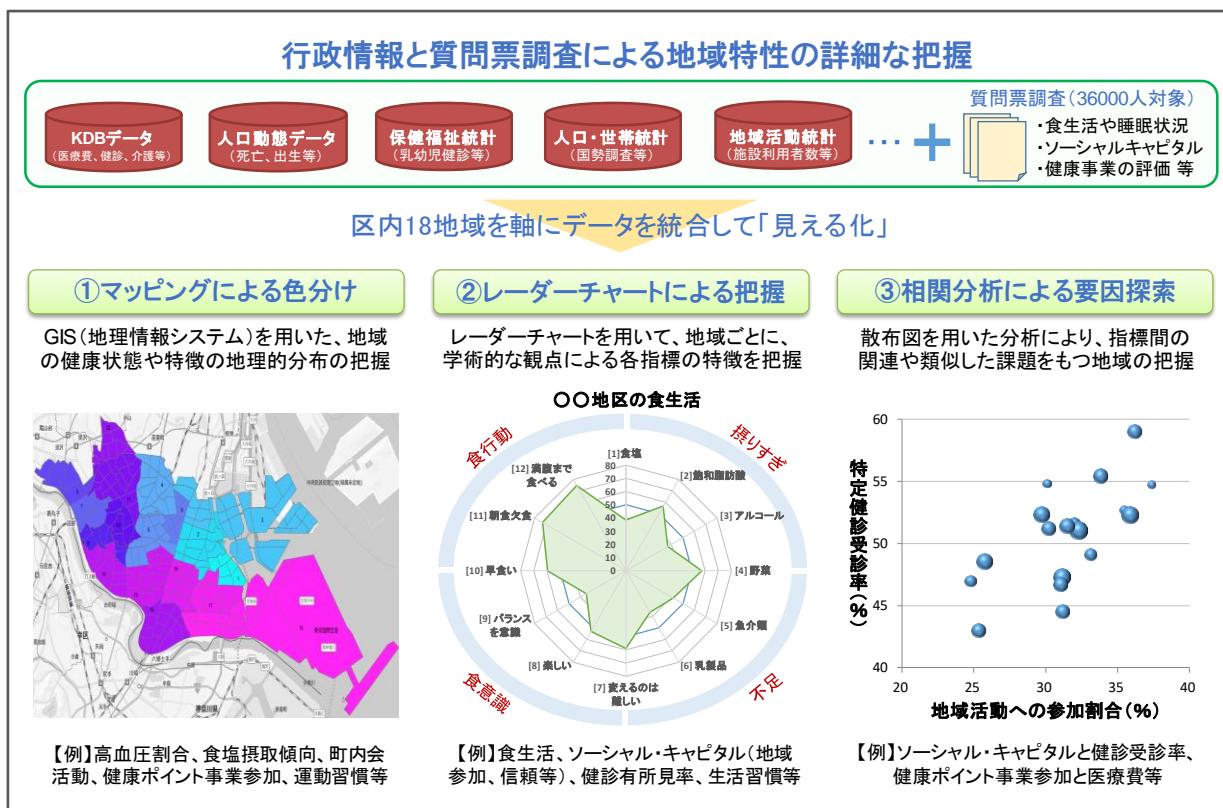 行政情報と質問票調査による地域特性の詳細な把握
KDBデータ
(医療費、健診、介護等)
人口動態データ
(死亡、出生等)
保健福祉統計
(乳幼児健診等)
人口・世帯統計
(国勢調査等)
地域活動統計
(施設利用者数等)
…
+
質問票調査(36000人対象)
・食生活や睡眠状況
・ソーシャルキャピタル
・健康事業の評価 等
区内18地域を軸にデータを統合して「見える化」
①マッピングによる色分け
GIS(地理情報システム)を用いた、地域
の健康状態や特徴の地理的分布の把握
【例】高血圧割合、食塩摂取傾向、町内会
活動、健康ポイント事業参加、運動習慣等
②レーダーチャートによる把握
レーダーチャートを用いて、地域ごとに、
学術的な観点による各指標の特徴を把握
〇〇地区の食生活
食行動
摂りすぎ
食意識
不足
[1]食塩
[2]飽和脂肪酸
[3]アルコール
[4]野菜
[5]魚介類
[6]乳製品
[7]変えるのは
難しい
[8]楽しい
[9]バランス
を意識
[10]早食い
[11]朝食欠食
[12]満腹まで
食べる
80
70
60
50
40
30
20
10
0
【例】食生活、ソーシャル・キャピタル(地域
参加、信頼等)、健診有所見率、生活習慣等
③相関分析による要因探索
散布図を用いた分析により、指標間の
関連や類似した課題をもつ地域の把握
特定健診受診率(%)
60
55
50
45
40
20
25
30
35
40
地域活動への参加割合(%)
【例】ソーシャル・キャピタルと健診受診率、
健康ポイント事業参加と医療費等